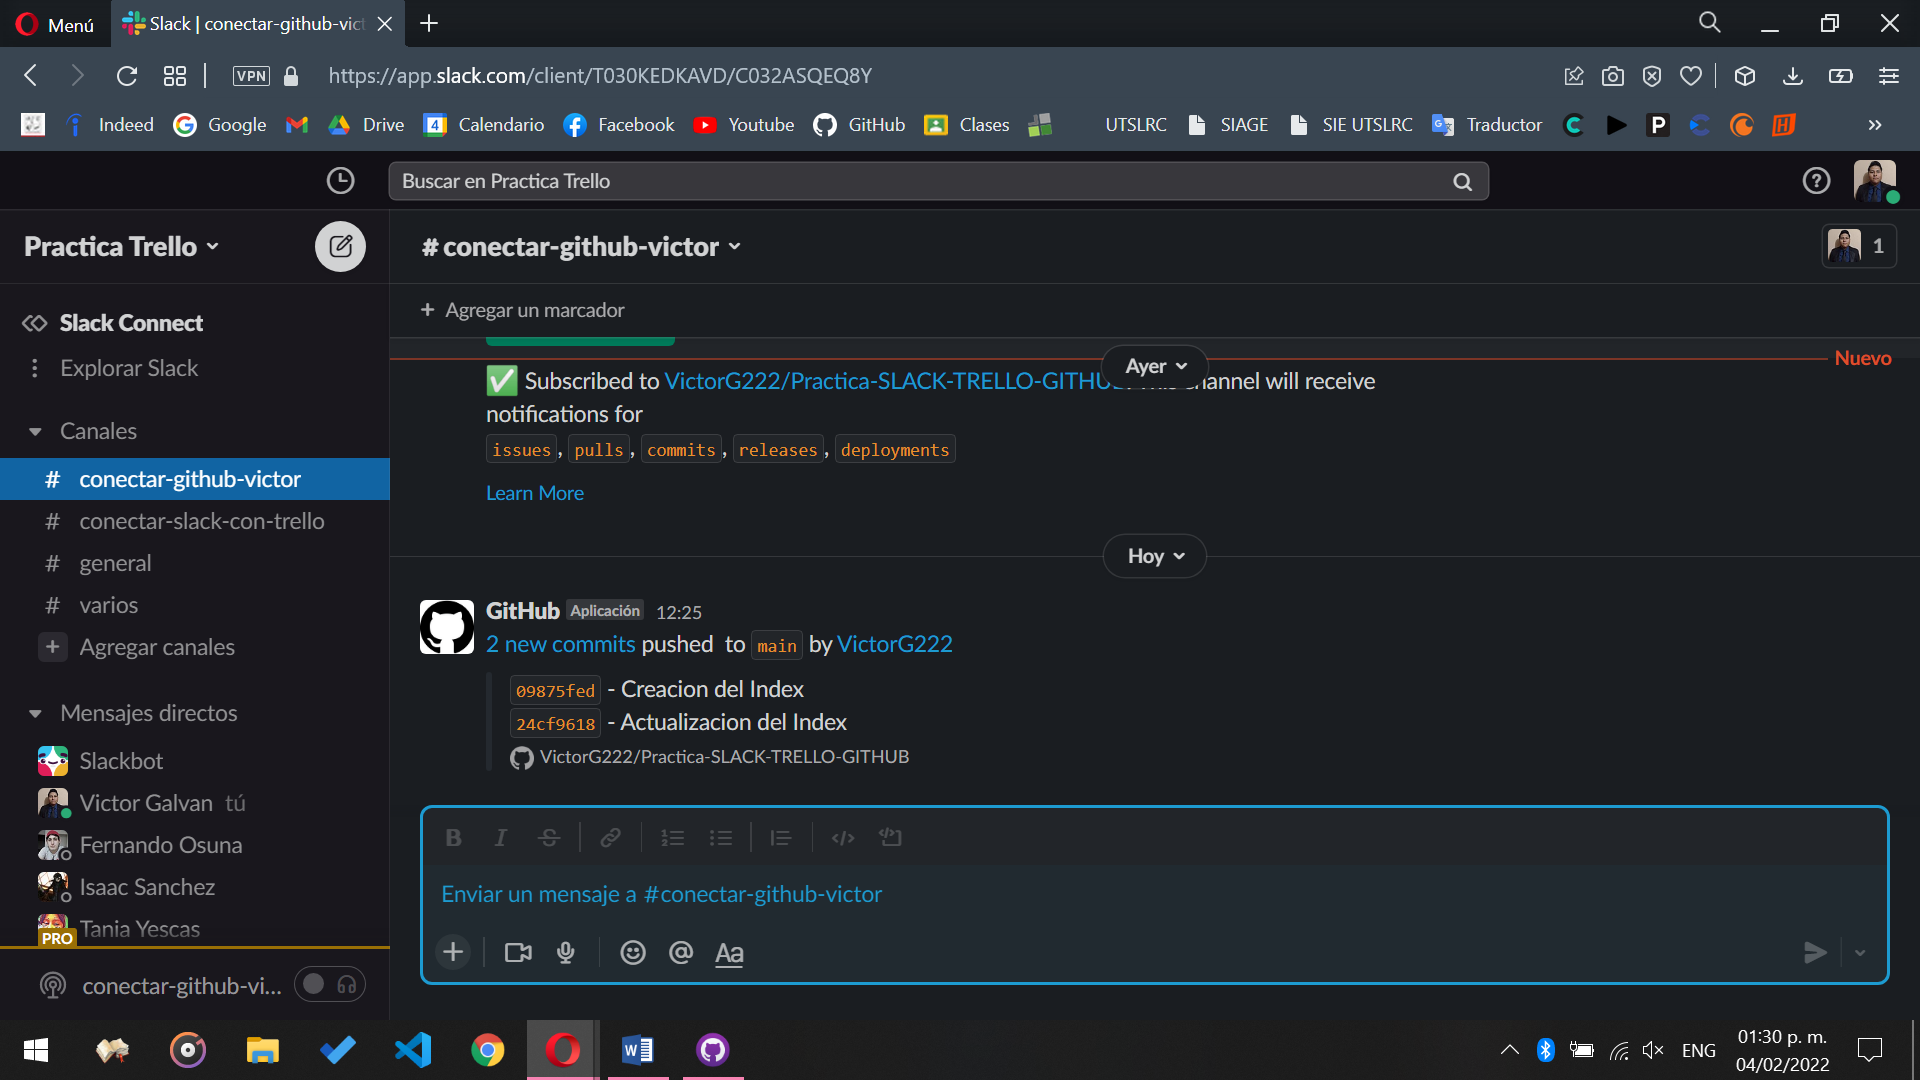 Menú
Slack | conectar-github-vict
VPN
https://app.slack.com/client/T030KEDKAVD/C032ASQEQ8Y
Indeed Google Drive 4 Calendario Facebook Youtube GitHub Clases UTSLRC SIAGE SIE UTSLRC Traductor
Buscar en Practica Trello
Practica Trello
# conectar-github-victor
1
Slack Connect
Explorar Slack
Canales
# conectar-github-victor
# conectar-slack-con-trello
# general
# varios
+ Agregar canales
Mensajes directos
Slackbot
Victor Galvan tú
Fernando Osuna
Isaac Sanchez
Tania Yescas
PRO
conectar-github-vi...
+ Agregar un marcador
Ayer
Nuevo
Subscribed to VictorG222/Practica-SLACK-TRELLO-GITHU channel will receive
notifications for
issues, pulls, commits, releases, deployments
Learn More
Hoy
GitHub Aplicación 12:25
2 new commits pushed to main by VictorG222
09875fed - Creacion del Index
24cf9618 - Actualizacion del Index
VictorG222/Practica-SLACK-TRELLO-GITHUB
B I S
Enviar un mensaje a #conectar-github-victor
+ @ Aa
ENG
01:30 p. m.
04/02/2022